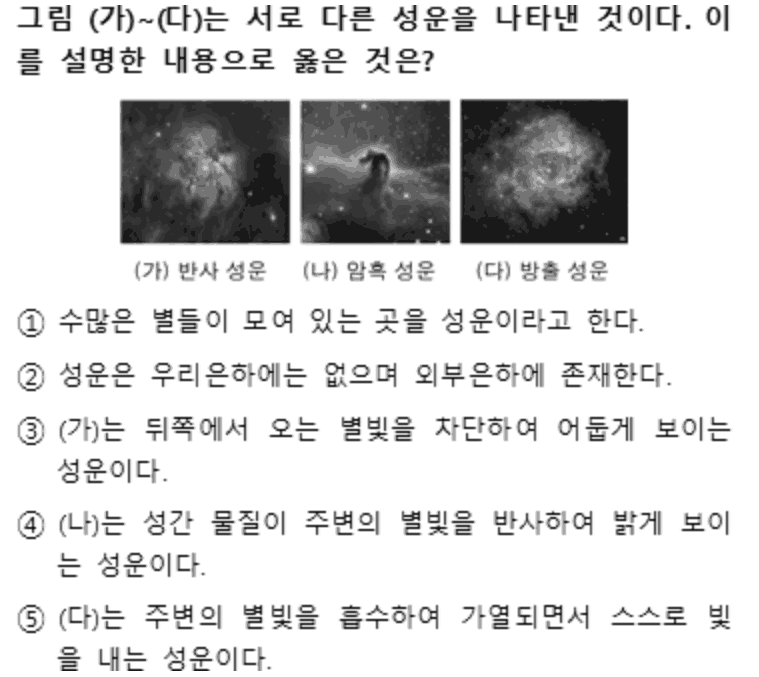 그림 (가)~(다)는 서로 다른 성운을 나타낸 것이다. 이
를 설명한 내용으로 옳은 것은?
(가) 반사 성운 (나) 암흑 성운 (다) 방출 성운
① 수많은 별들이 모여 있는 곳을 성운이라고 한다.
② 성운은 우리은하에는 없으며 외부은하에 존재한다.
③ (가)는 뒤쪽에서 오는 별빛을 차단하여 어둡게 보이는
성운이다.
④ (나)는 성간 물질이 주변의 별빛을 반사하여 밝게 보이
는 성운이다.
⑤ (다)는 주변의 별빛을 흡수하여 가열되면서 스스로 빛
을 내는 성운이다.